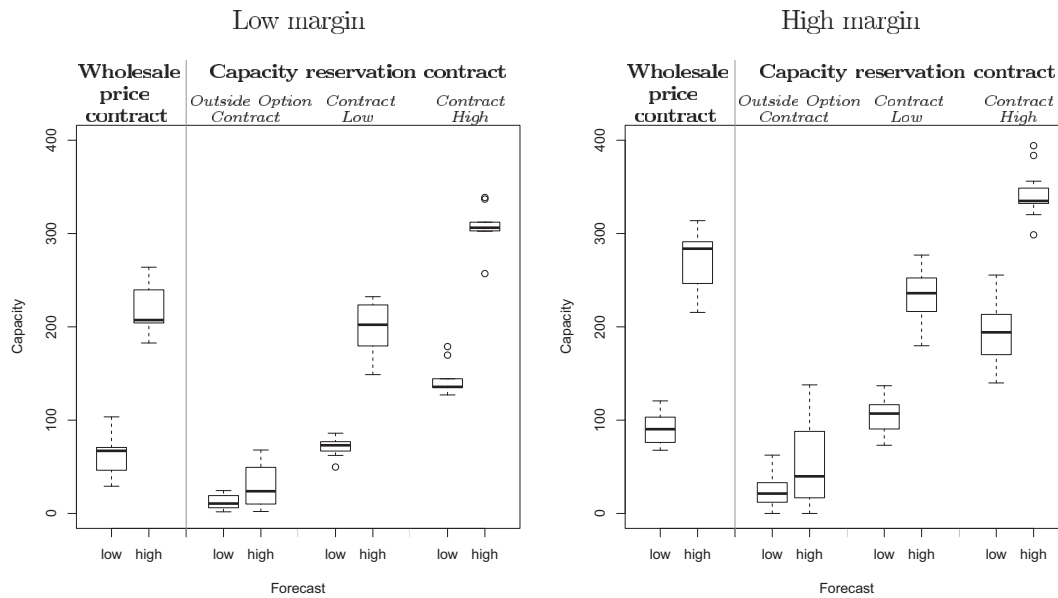 Low margin
Wholesale
price
contract
Capacity reservation contract
Outside Option
Contract
Contract
Low
Contract
High
400
300
200
100
0
Capacity
low
high
low
high
low
high
low
high
Forecast
High margin
Wholesale
price
contract
Capacity reservation contract
Outside Option
Contract
Contract
Low
Contract
High
400
300
200
100
0
Capacity
low
high
low
high
low
high
low
high
Forecast